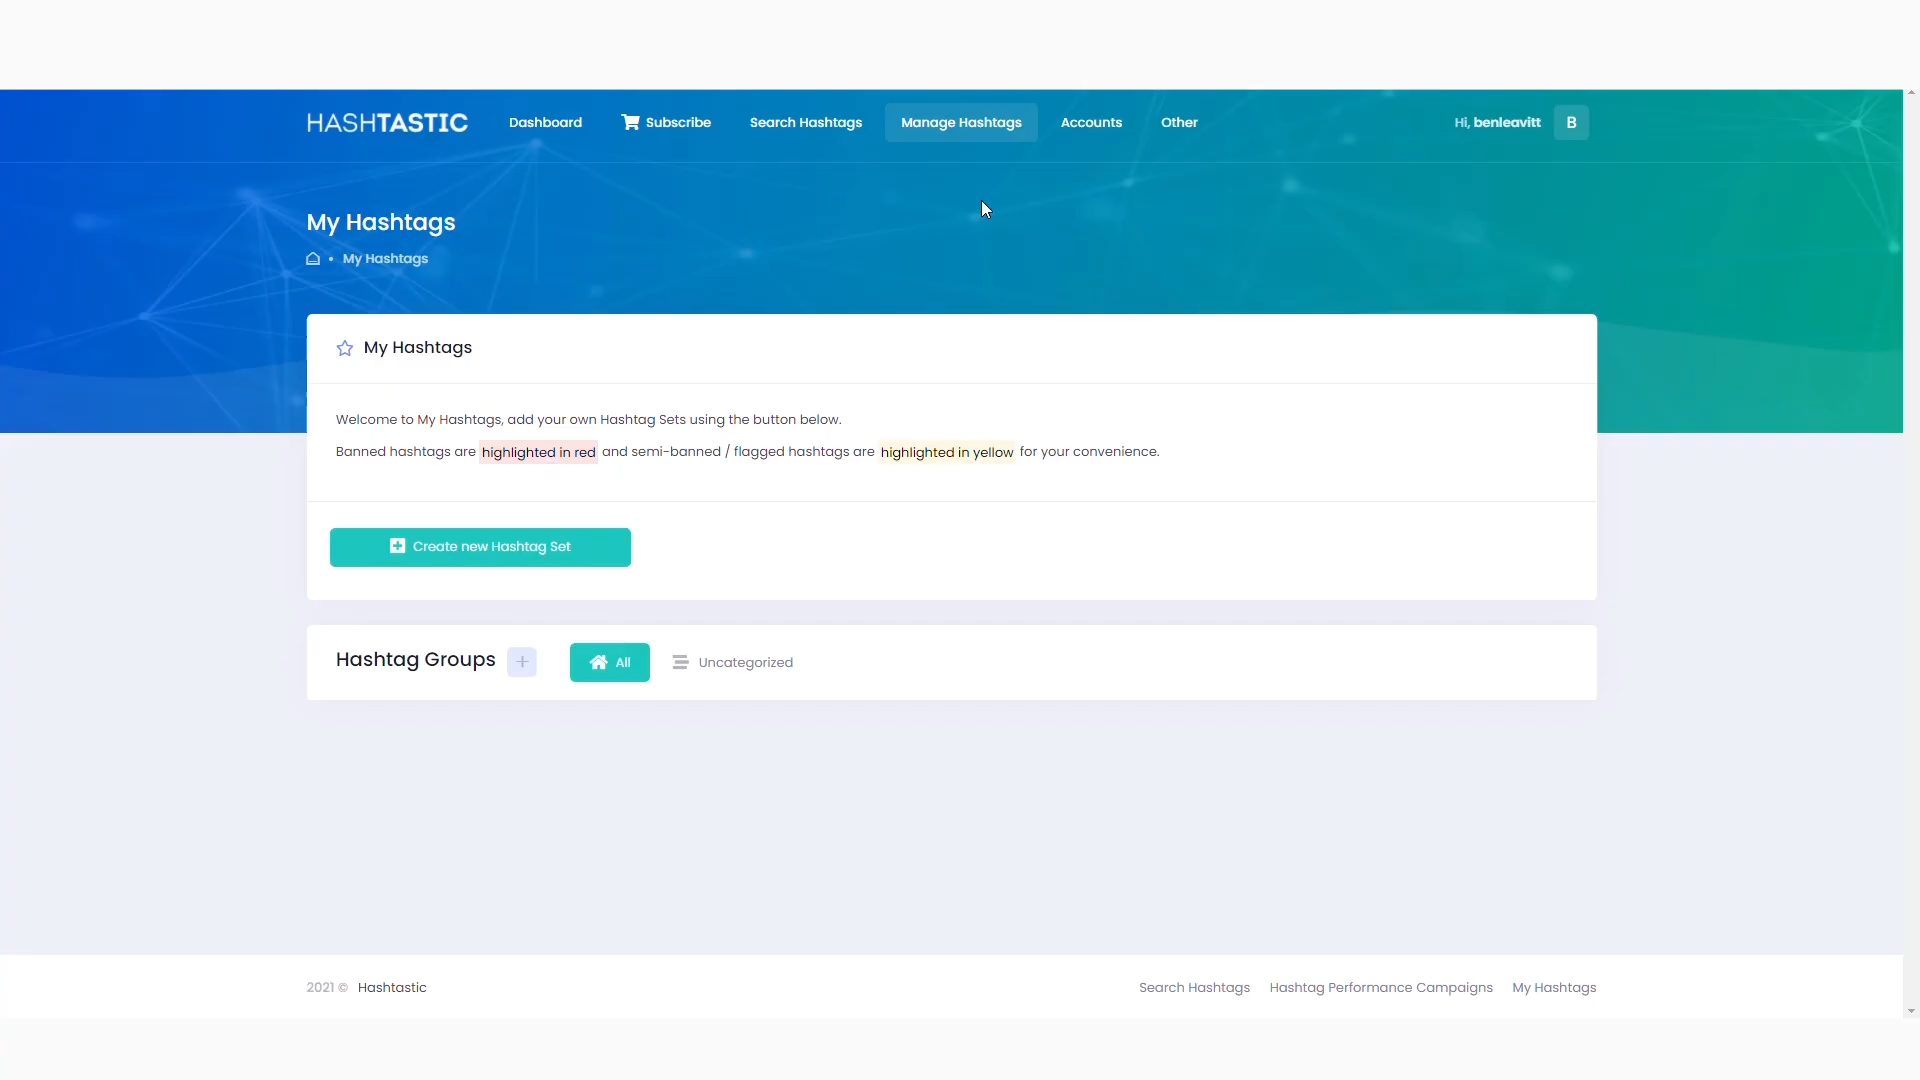 HASHTASTIC Dashboard Subscribe Search Hashtags Manage Hashtags Accounts Other Hi, benleavitt B
My Hashtags
• My Hashtags
My Hashtags
Welcome to My Hashtags, add your own Hashtag Sets using the button below.
Banned hashtags are highlighted in red and semi-banned / flagged hashtags are highlighted in yellow for your convenience.
Create new Hashtag Set
Hashtag Groups + All Uncategorized
2021 © Hashtastic Search Hashtags Hashtag Performance Campaigns My Hashtags